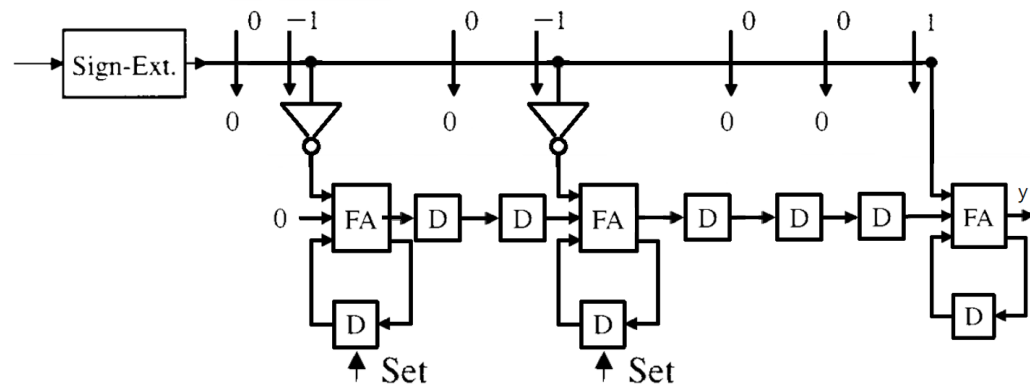 0 −1 0 −1 0 0 1
Sign-Ext.
0 0 0 0
0 FA D D FA D D D FA y
D D D
Set Set